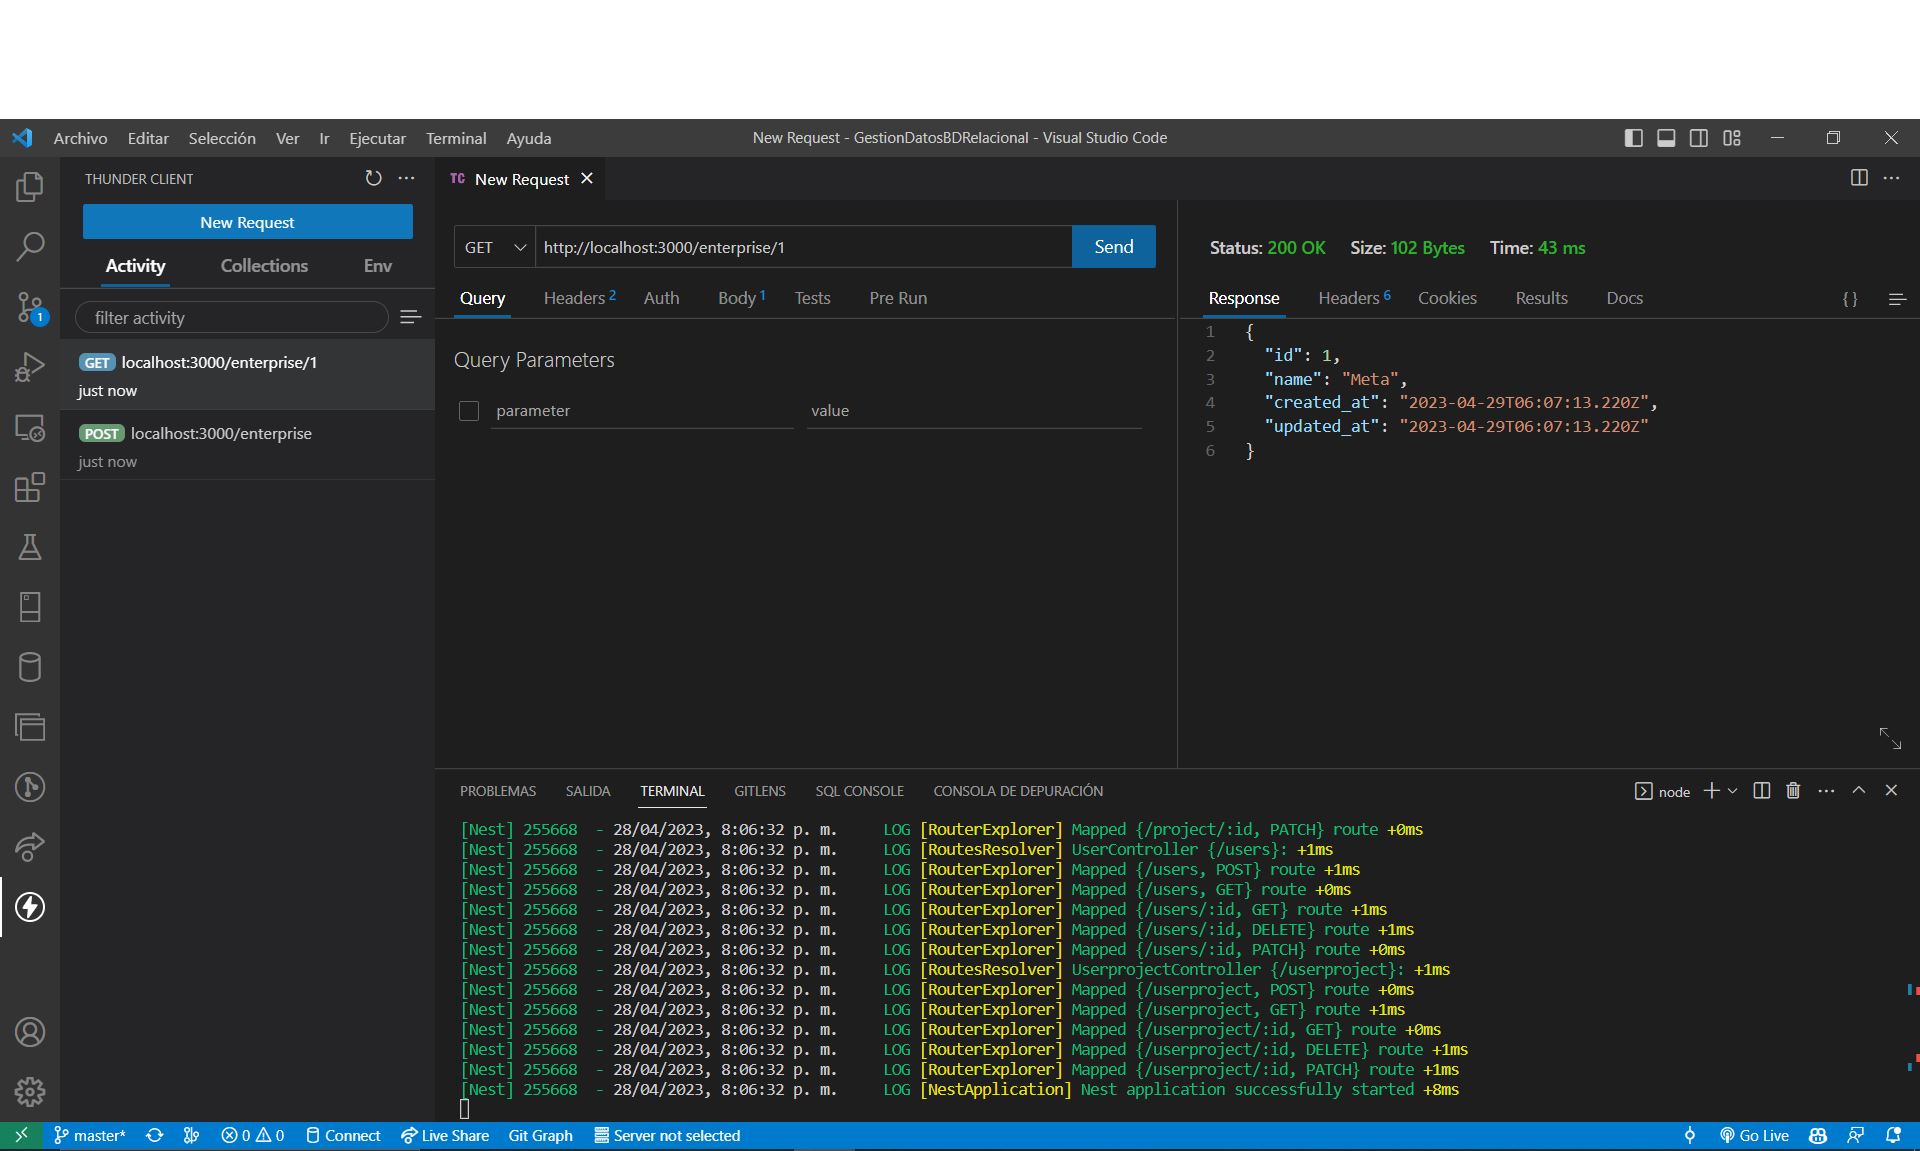 Archivo Editar Selección Ver Ir Ejecutar Terminal Ayuda
New Request - GestionDatosBDRelacional - Visual Studio Code
THUNDER CLIENT
New Request
Activity Collections Env
filter activity
GET localhost:3000/enterprise/1
just now
POST localhost:3000/enterprise
just now
1
TC New Request
GET http://localhost:3000/enterprise/1 Send
Query Headers 2 Auth Body 1 Tests Pre Run
Query Parameters
parameter value
Status: 200 OK Size: 102 Bytes Time: 43 ms
Response Headers 6 Cookies Results Docs { }
1 {
2 "id": 1,
3 "name": "Meta",
4 "created_at": "2023-04-29T06:07:13.220Z",
5 "updated_at": "2023-04-29T06:07:13.220Z"
6 }
PROBLEMAS SALIDA TERMINAL GITLENS SQL CONSOLE CONSOLA DE DEPURACIÓN node
[Nest] 255668 - 28/04/2023, 8:06:32 p. m. LOG [RouterExplorer] Mapped {/project/:id, PATCH} route +0ms
[Nest] 255668 - 28/04/2023, 8:06:32 p. m. LOG [RoutesResolver] UserController {/users}: +1ms
[Nest] 255668 - 28/04/2023, 8:06:32 p. m. LOG [RouterExplorer] Mapped {/users, POST} route +1ms
[Nest] 255668 - 28/04/2023, 8:06:32 p. m. LOG [RouterExplorer] Mapped {/users, GET} route +0ms
[Nest] 255668 - 28/04/2023, 8:06:32 p. m. LOG [RouterExplorer] Mapped {/users/:id, GET} route +1ms
[Nest] 255668 - 28/04/2023, 8:06:32 p. m. LOG [RouterExplorer] Mapped {/users/:id, DELETE} route +1ms
[Nest] 255668 - 28/04/2023, 8:06:32 p. m. LOG [RouterExplorer] Mapped {/users/:id, PATCH} route +0ms
[Nest] 255668 - 28/04/2023, 8:06:32 p. m. LOG [RoutesResolver] UserprojectController {/userproject}: +1ms
[Nest] 255668 - 28/04/2023, 8:06:32 p. m. LOG [RouterExplorer] Mapped {/userproject, POST} route +0ms
[Nest] 255668 - 28/04/2023, 8:06:32 p. m. LOG [RouterExplorer] Mapped {/userproject, GET} route +1ms
[Nest] 255668 - 28/04/2023, 8:06:32 p. m. LOG [RouterExplorer] Mapped {/userproject/:id, GET} route +0ms
[Nest] 255668 - 28/04/2023, 8:06:32 p. m. LOG [RouterExplorer] Mapped {/userproject/:id, DELETE} route +1ms
[Nest] 255668 - 28/04/2023, 8:06:32 p. m. LOG [RouterExplorer] Mapped {/userproject/:id, PATCH} route +1ms
[Nest] 255668 - 28/04/2023, 8:06:32 p. m. LOG [NestApplication] Nest application successfully started +8ms
master* 0 0 Connect Live Share Git Graph Server not selected Go Live